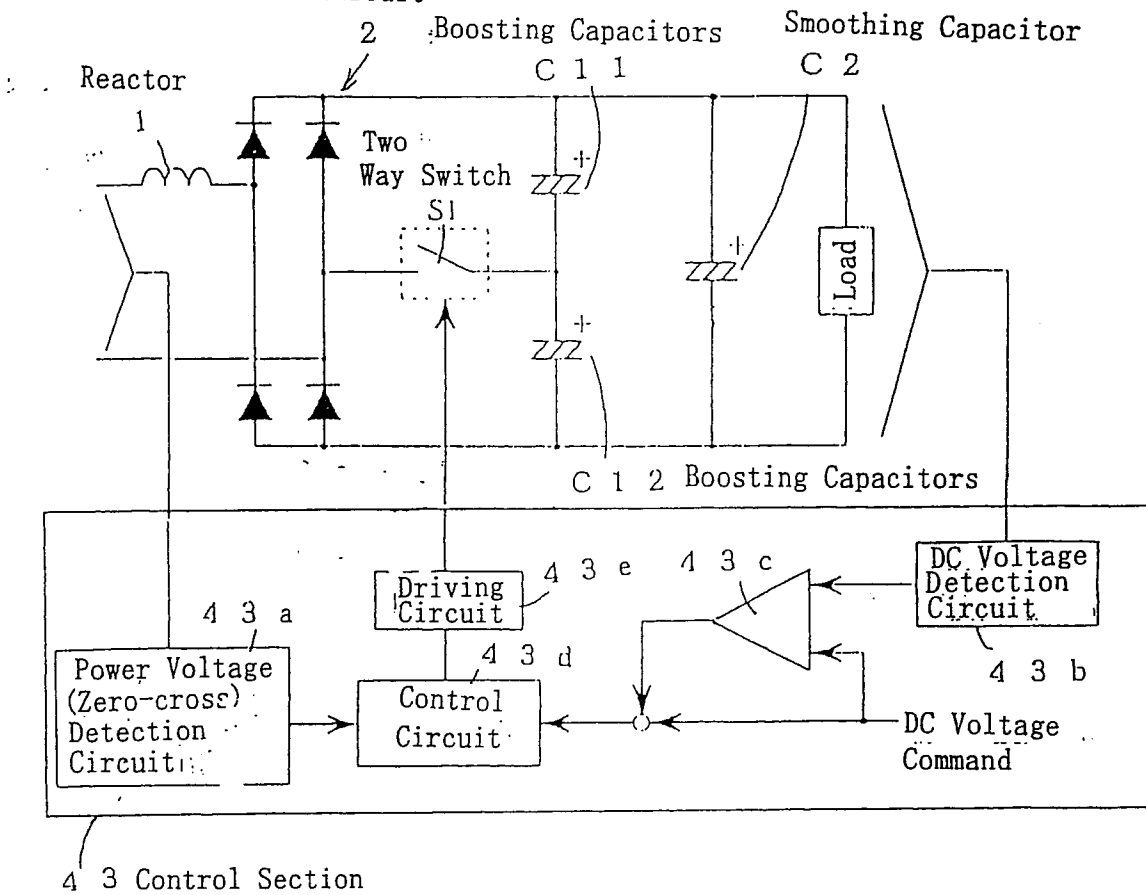 2
Boosting Capacitors
C 1 1
Smoothing Capacitor
C 2
Reactor
1
Two
Way Switch
S1
+
+
+
Load
C 1 2 Boosting Capacitors
DC Voltage
Detection
Circuit
4 3 b
4 3 c
Driving
Circuit
4 3 e
4 3 a
Power Voltage
(Zero-cross)
Detection
Circuit
4 3 d
Control
Circuit
DC Voltage
Command
4 3 Control Section